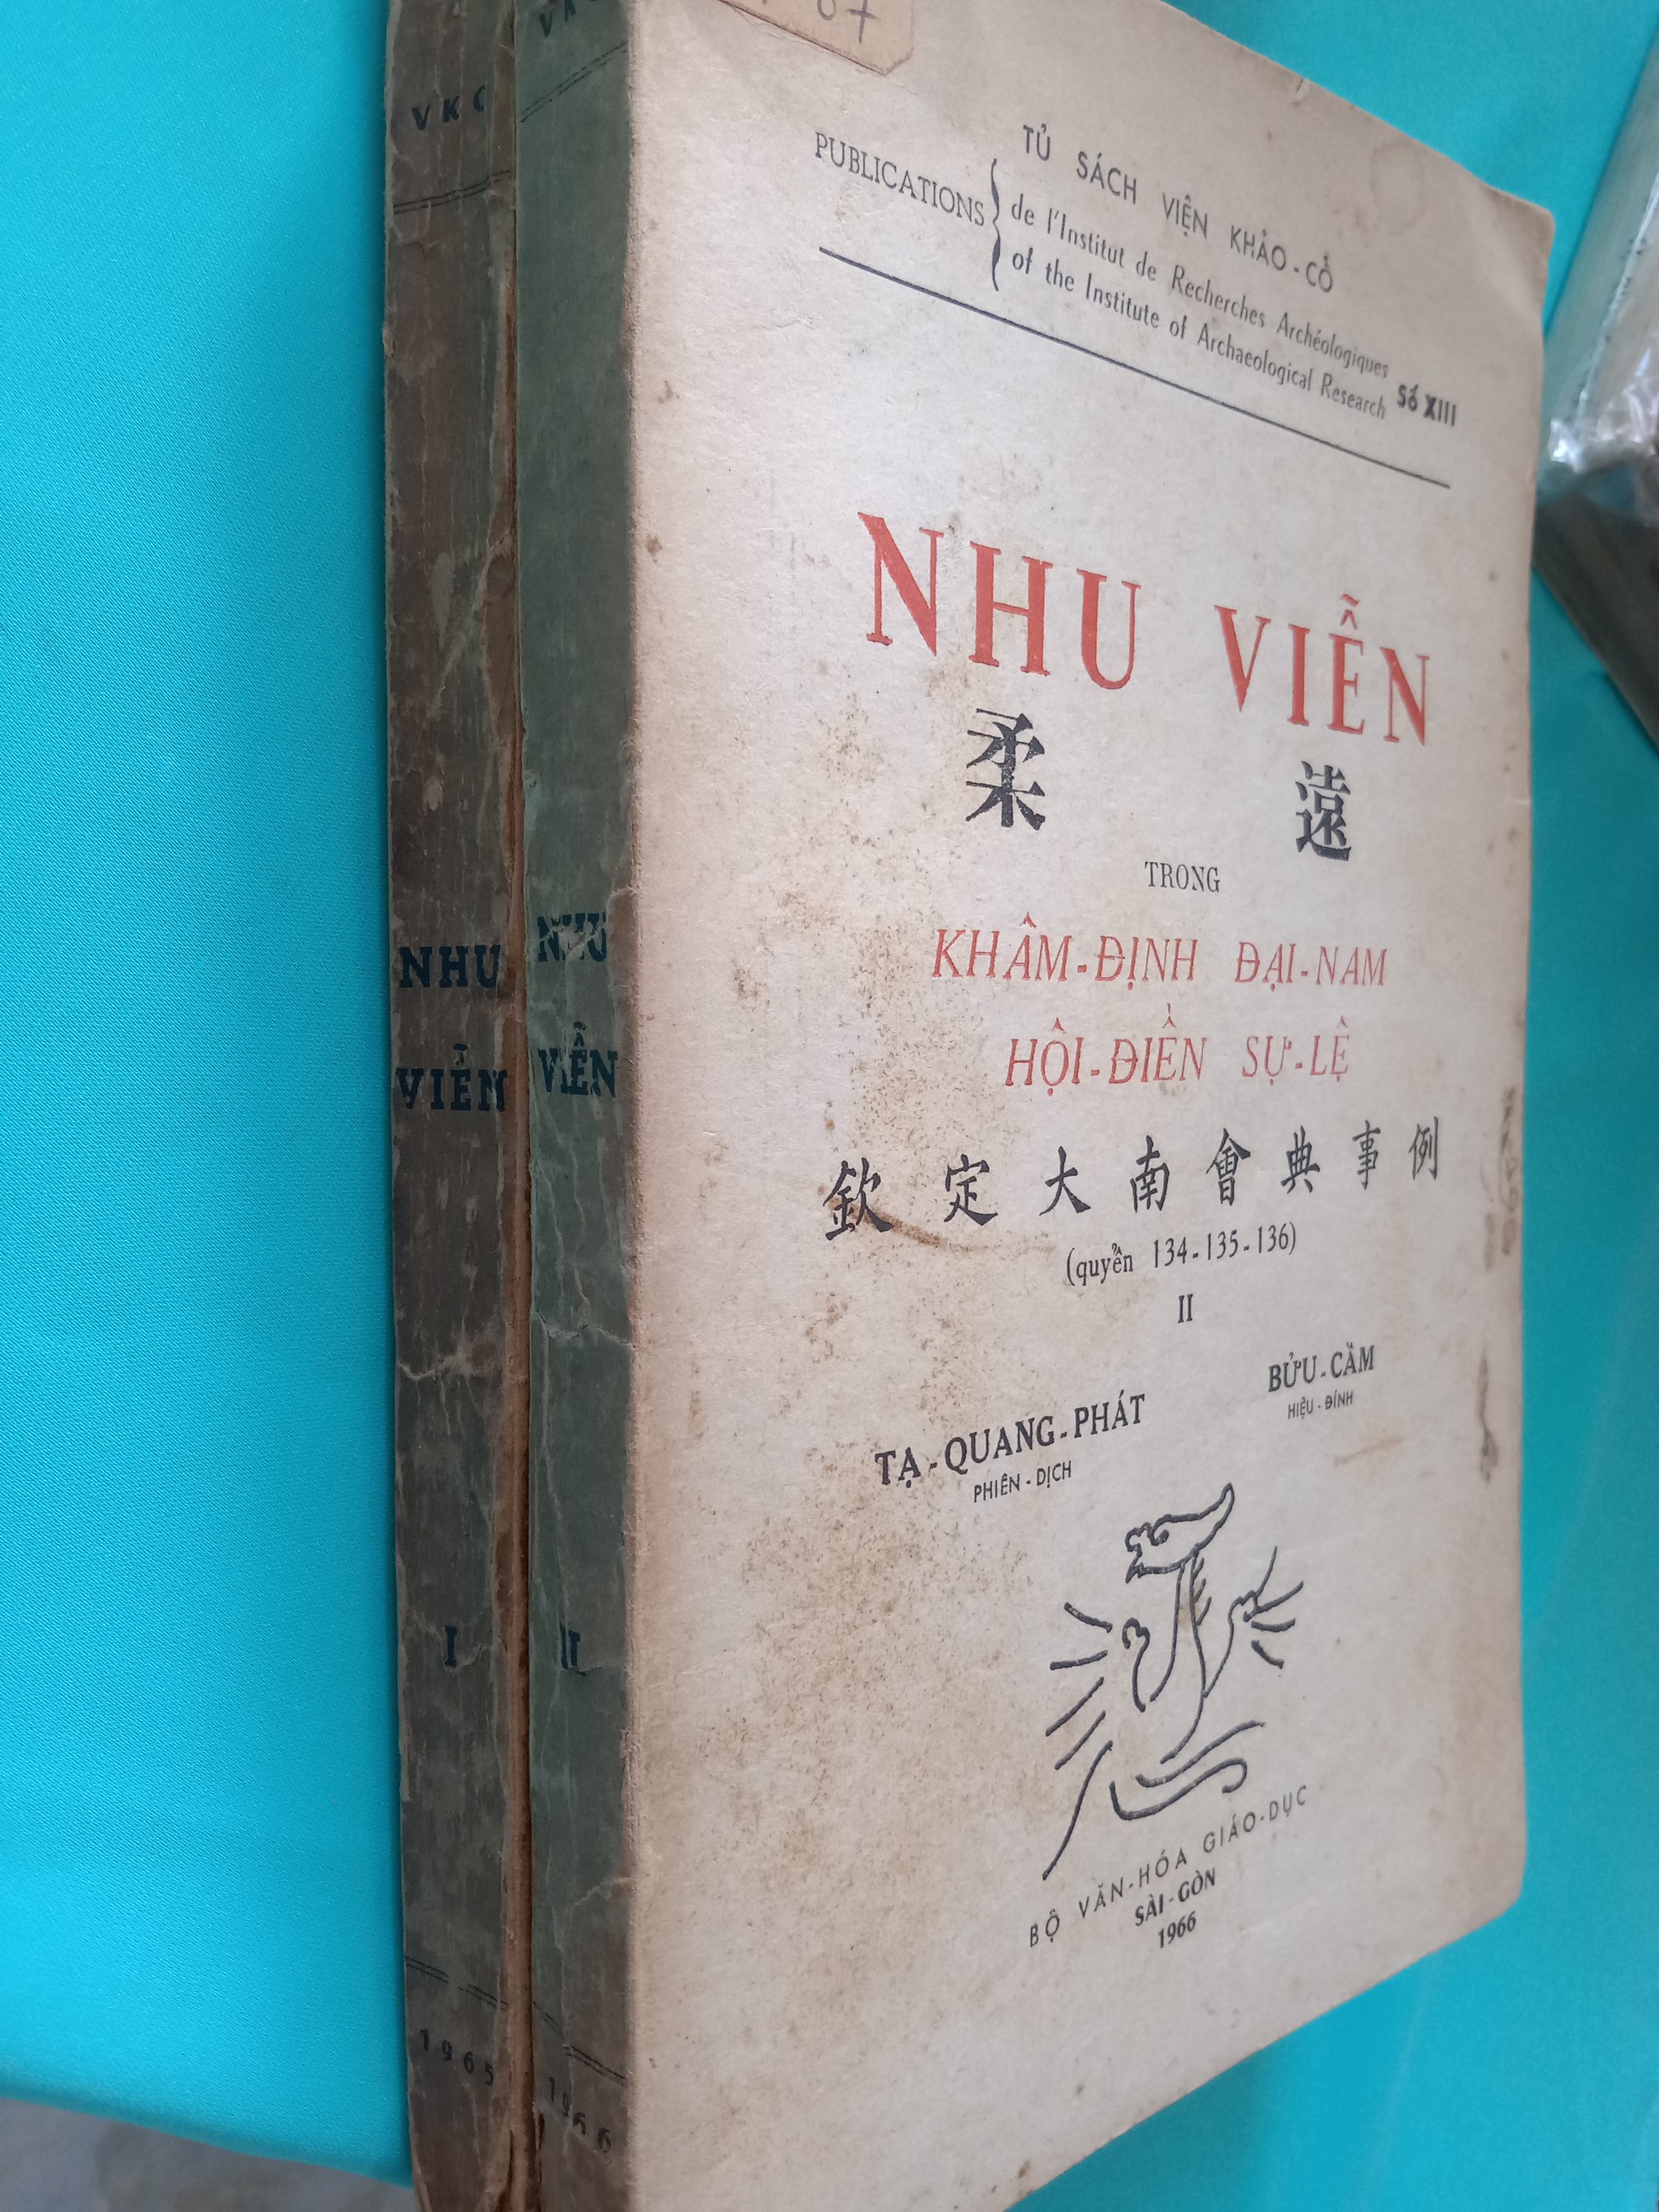 VKC
NHU
VIỄN
I
1965
NHU
VIỄN
II
1966
TỦ SÁCH VIỆN KHẢO-CỔ
PUBLICATIONS
de l'Institut de Recherches Archéologiques
of the Institute of Archaeological Research
Số XIII
NHU VIỄN
柔 遠
TRONG
KHÂM-ĐỊNH ĐẠI-NAM
HỘI-ĐIỂN SỰ-LỆ
欽定大南會典事例
(quyển 134-135-136)
II
TẠ-QUANG-PHÁT
PHIÊN-DỊCH
BỬU-CẦM
HIỆU-ĐÍNH
BỘ VĂN-HÓA GIÁO-DỤC
SÀI-GÒN
1966